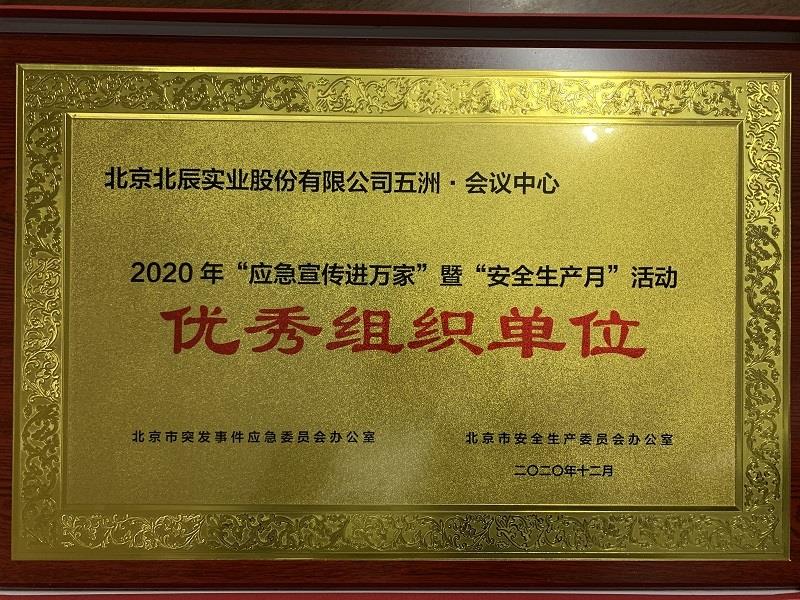 北京北辰实业股份有限公司五洲·会议中心
2020年“应急宣传进万家”暨“安全生产月”活动
优秀组织单位
北京市突发事件应急委员会办公室 北京市安全生产委员会办公室
二〇二〇年十二月